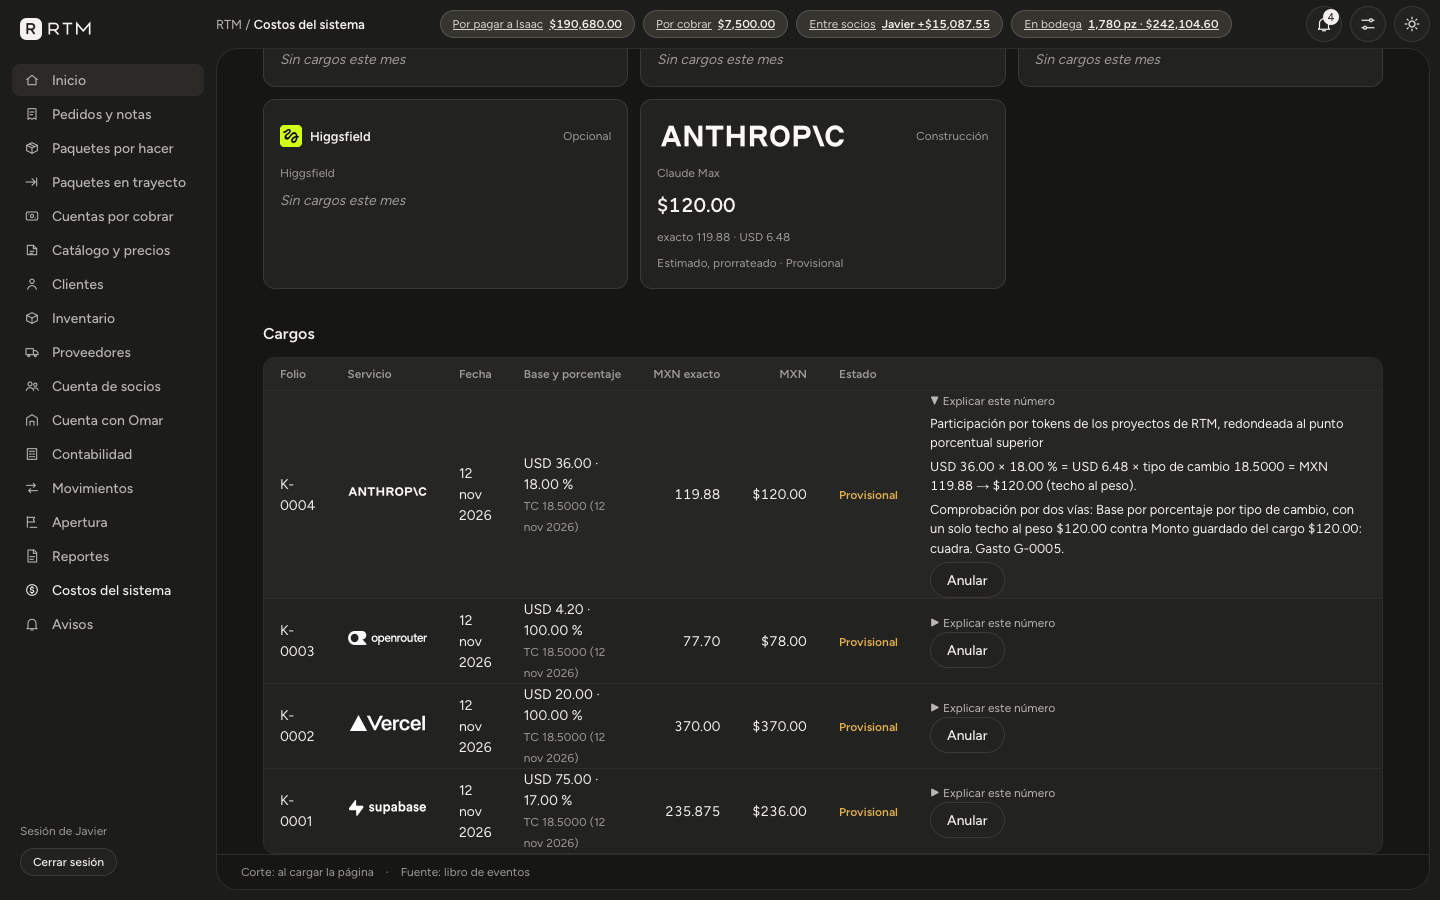 R RTM
RTM / Costos del sistema
Por pagar a Isaac $190,680.00
Por cobrar $7,500.00
Entre socios Javier +$15,087.55
En bodega 1,780 pz · $242,104.60
4
Inicio
Pedidos y notas
Paquetes por hacer
Paquetes en trayecto
Cuentas por cobrar
Catálogo y precios
Clientes
Inventario
Proveedores
Cuenta de socios
Cuenta con Omar
Contabilidad
Movimientos
Apertura
Reportes
Costos del sistema
Avisos
Sesión de Javier
Cerrar sesión
Sin cargos este mes
Sin cargos este mes
Sin cargos este mes
Higgsfield
Opcional
Higgsfield
Sin cargos este mes
ANTHROP\C
Construcción
Claude Max
$120.00
exacto 119.88 · USD 6.48
Estimado, prorrateado · Provisional
Cargos
Folio Servicio Fecha Base y porcentaje MXN exacto MXN Estado
K-
0004
ANTHROP\C
12
nov
2026
USD 36.00 ·
18.00 %
TC 18.5000 (12
nov 2026)
119.88
$120.00
Provisional
▼ Explicar este número
Participación por tokens de los proyectos de RTM, redondeada al punto
porcentual superior
USD 36.00 × 18.00 % = USD 6.48 × tipo de cambio 18.5000 = MXN
119.88 → $120.00 (techo al peso).
Comprobación por dos vías: Base por porcentaje por tipo de cambio, con
un solo techo al peso $120.00 contra Monto guardado del cargo $120.00:
cuadra. Gasto G-0005.
Anular
K-
0003
openrouter
12
nov
2026
USD 4.20 ·
100.00 %
TC 18.5000 (12
nov 2026)
77.70
$78.00
Provisional
▶ Explicar este número
Anular
K-
0002
Vercel
12
nov
2026
USD 20.00 ·
100.00 %
TC 18.5000 (12
nov 2026)
370.00
$370.00
Provisional
▶ Explicar este número
Anular
K-
0001
supabase
12
nov
2026
USD 75.00 ·
17.00 %
TC 18.5000 (12
nov 2026)
235.875
$236.00
Provisional
▶ Explicar este número
Anular
Corte: al cargar la página · Fuente: libro de eventos